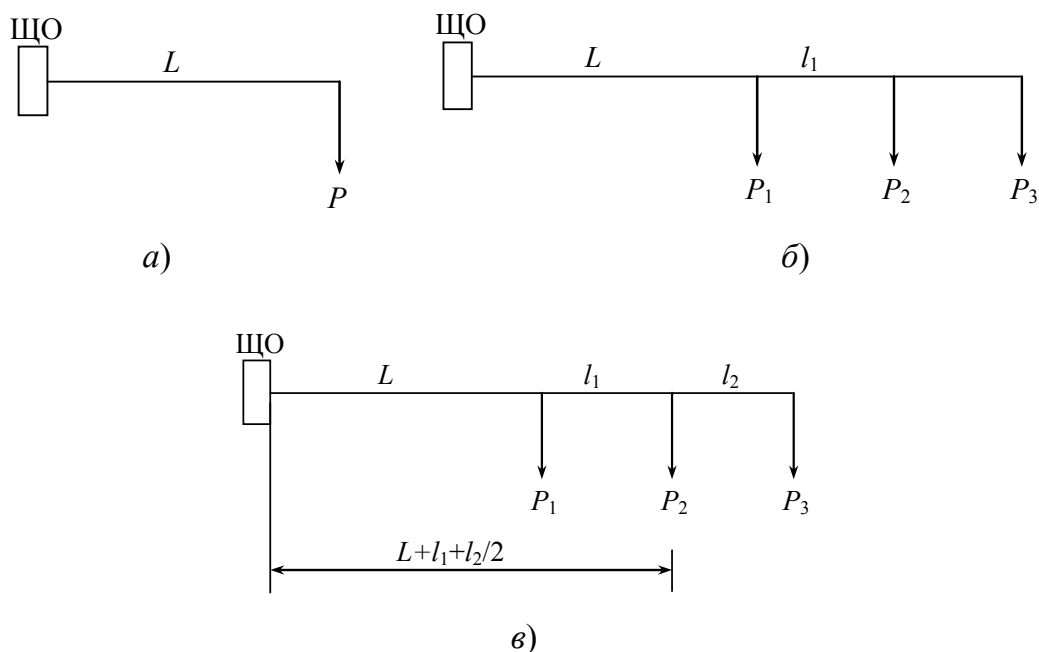 ЩО
L
P
а)
ЩО
L l₁
P₁ P₂ P₃
б)
ЩО
L l₁ l₂
P₁ P₂ P₃
L+l₁+l₂/2
в)